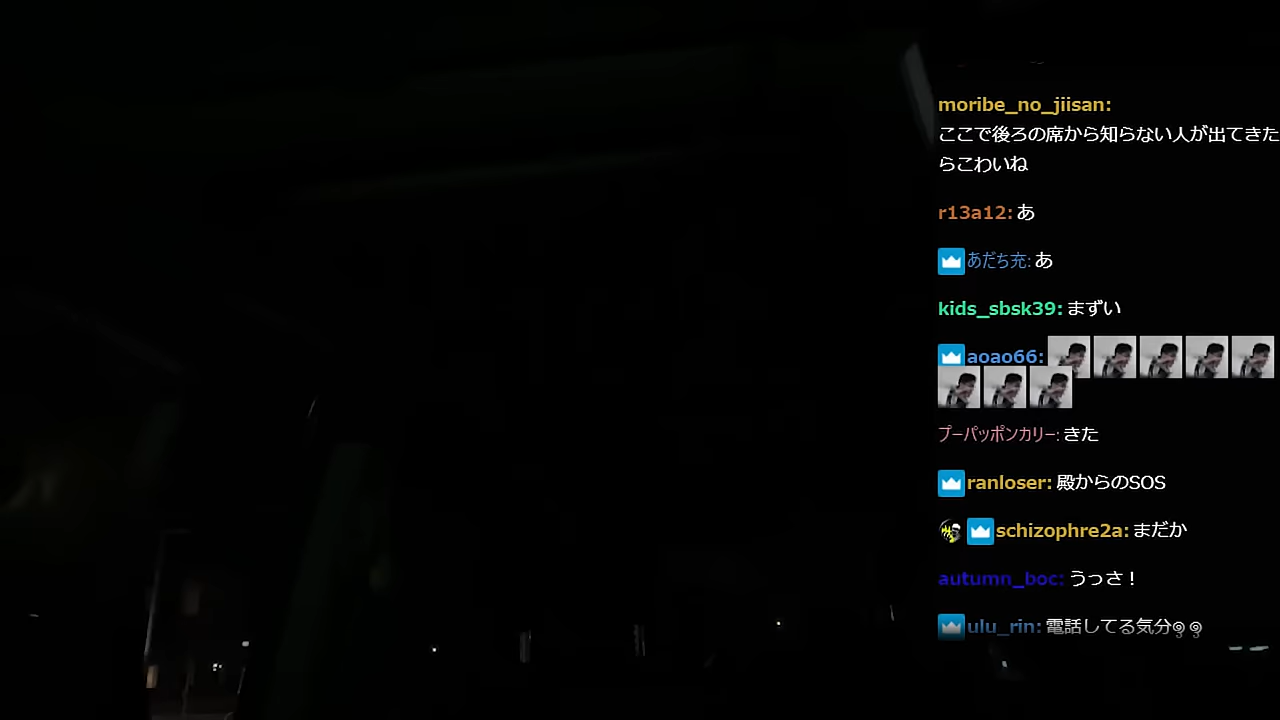 moribe_no_jiisan:
ここで後ろの席から知らない人が出てきた
らこわいね
r13a12: あ
あだち充: あ
kids_sbsk39: まずい
aoao66:
プーパッポンカリー: きた
ranloser: 殿からのSOS
schizophre2a: まだか
autumn_boc: うっさ！
ulu_rin: 電話してる気分